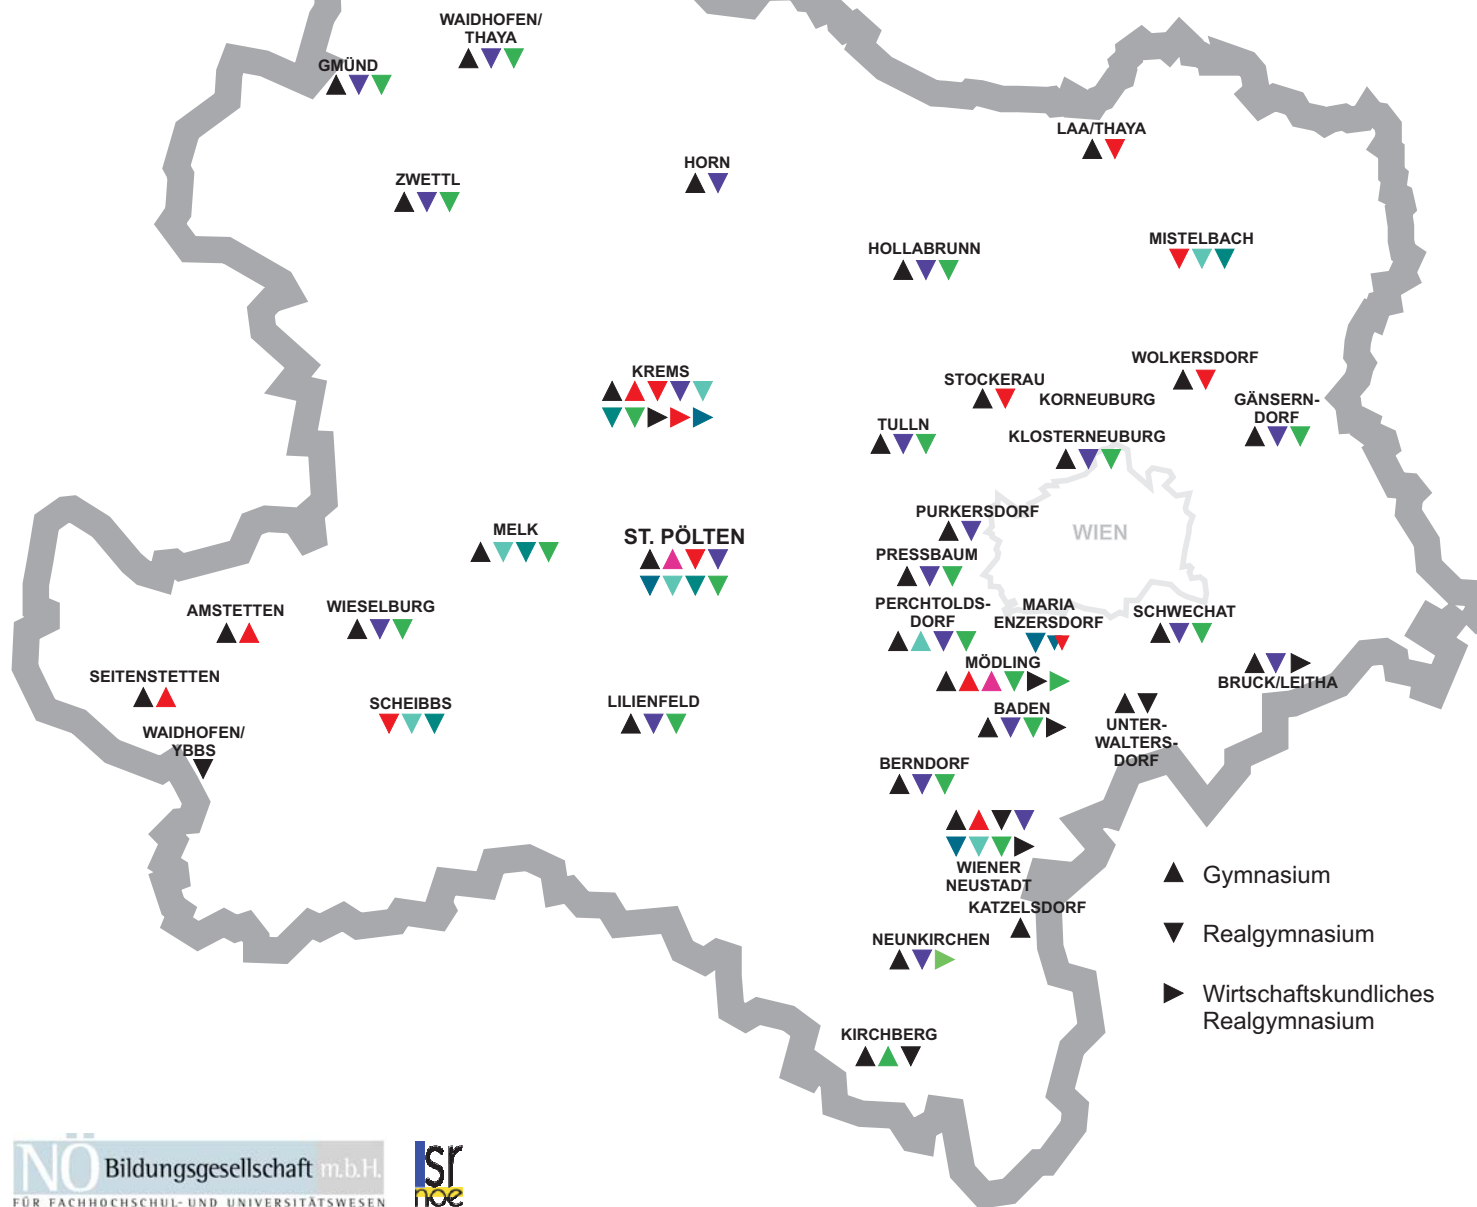 WAIDHOFEN/
THAYA
GMÜND
LAA/THAYA
HORN
ZWETTL
HOLLABRUNN
MISTELBACH
KREMS
WOLKERSDORF
STOCKERAU
KORNEUBURG
GÄNSERN-
DORF
TULLN
KLOSTERNEUBURG
PURKERSDORF
WIEN
MELK
ST. PÖLTEN
PRESSBAUM
AMSTETTEN
WIESELBURG
PERCHTOLDS-
DORF
MARIA
ENZERSDORF
SCHWECHAT
MÖDLING
SEITENSTETTEN
BRUCK/LEITHA
SCHEIBBS
LILIENFELD
BADEN
UNTER-
WALTERS-
DORF
WAIDHOFEN/
YBBS
BERNDORF
WIENER
NEUSTADT
KATZELSDORF
NEUNKIRCHEN
KIRCHBERG
Gymnasium
Realgymnasium
Wirtschaftskundliches
Realgymnasium
NÖ Bildungsgesellschaft m.b.H.
FÜR FACHHOCHSCHUL- UND UNIVERSITÄTSWESEN
lsr
noe